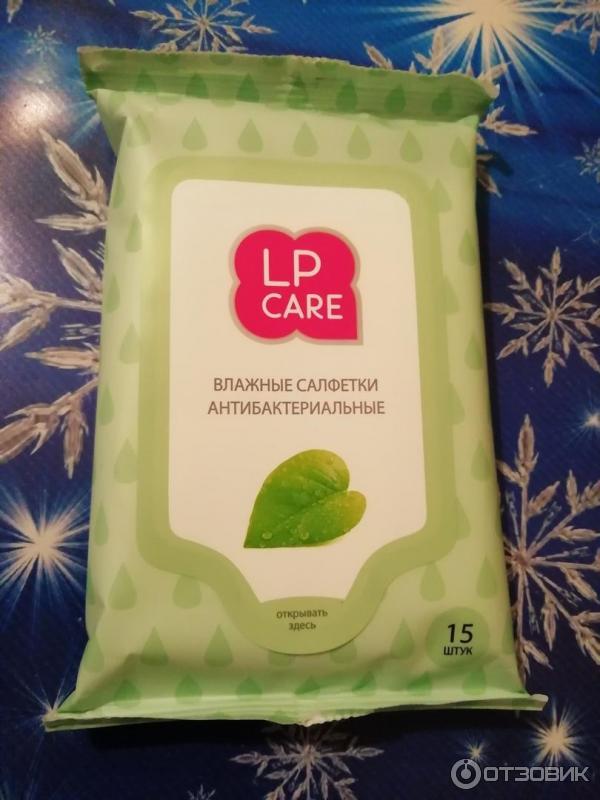 LP
CARE
ВЛАЖНЫЕ САЛФЕТКИ
АНТИБАКТЕРИАЛЬНЫЕ
открывать
здесь
15
ШТУК
ОТЗОВИК